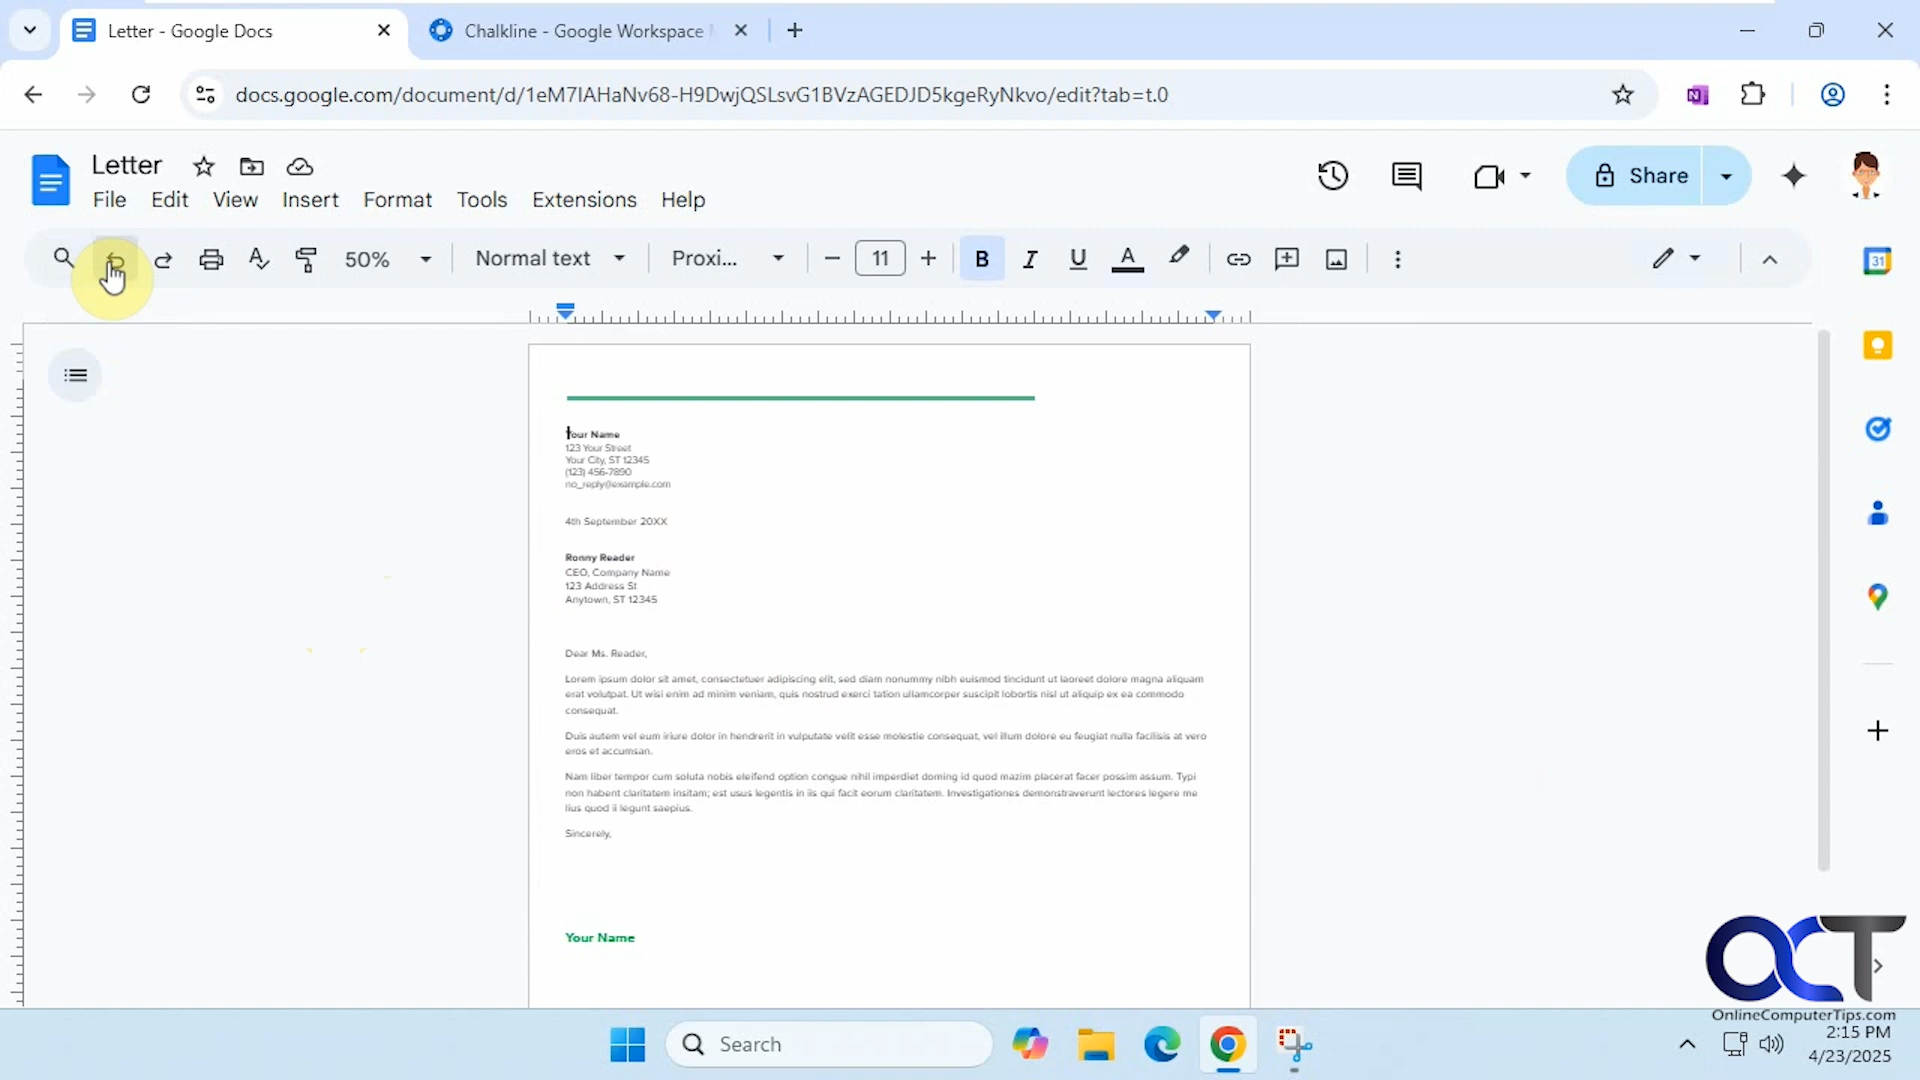 Letter - Google Docs
Chalkline - Google Workspace
docs.google.com/document/d/1eM7IAHaNv68-H9DwjQSLsvG1BVzAGEDJD5kgeRyNkvo/edit?tab=t.0
Letter
File Edit View Insert Format Tools Extensions Help
Share
50% Normal text Proxi... 11 B I U A
31
Your Name
123 Your Street
Your City, ST 12345
(123) 456-7890
no_reply@example.com
4th September 20XX
Ronny Reader
CEO, Company Name
123 Address St
Anytown, ST 12345
Dear Ms. Reader,
Lorem ipsum dolor sit amet, consectetuer adipiscing elit, sed diam nonummy nibh euismod tincidunt ut laoreet dolore magna aliquam
erat volutpat. Ut wisi enim ad minim veniam, quis nostrud exerci tation ullamcorper suscipit lobortis nisl ut aliquip ex ea commodo
consequat.
Duis autem vel eum iriure dolor in hendrerit in vulputate velit esse molestie consequat, vel illum dolore eu feugiat nulla facilisis at vero
eros et accumsan.
Nam liber tempor cum soluta nobis eleifend option congue nihil imperdiet doming id quod mazim placerat facer possim assum. Typi
non habent claritatem insitam; est usus legentis in iis qui facit eorum claritatem. Investigationes demonstraverunt lectores legere me
lius quod ii legunt saepius.
Sincerely,
Your Name
OCT
OnlineComputerTips.com
Search
2:15 PM
4/23/2025